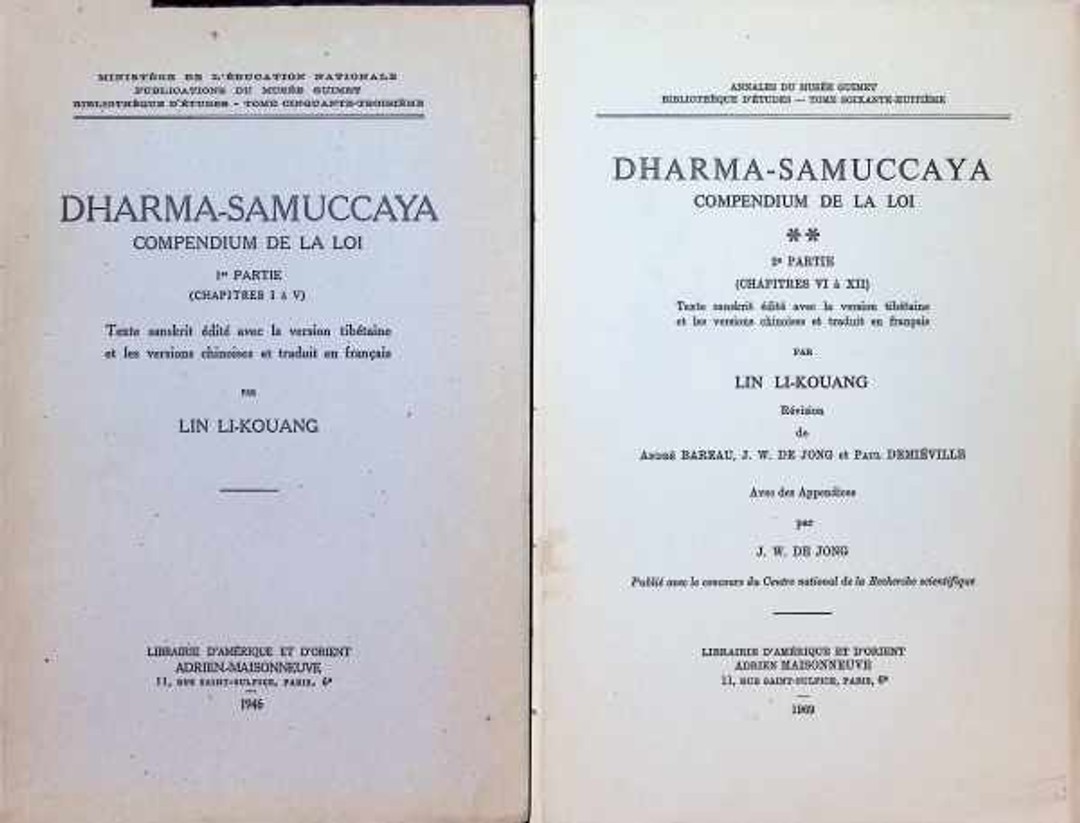 MINISTÈRE DE L'ÉDUCATION NATIONALE
PUBLICATIONS DU MUSÉE GUIMET
BIBLIOTHÈQUE D'ÉTUDES - TOME CINQUANTE-TROISIÈME
DHARMA-SAMUCCAYA
COMPENDIUM DE LA LOI
1re PARTIE
(CHAPITRES I à V)
Texte sanskrit édité avec la version tibétaine
et les versions chinoises et traduit en français
PAR
LIN LI-KOUANG
LIBRAIRIE D'AMÉRIQUE ET D'ORIENT
ADRIEN-MAISONNEUVE
11, RUE SAINT-SULPICE, PARIS, 6e
1946
ANNALES DU MUSÉE GUIMET
BIBLIOTHÈQUE D'ÉTUDES — TOME SOIXANTE-HUITIÈME
DHARMA-SAMUCCAYA
COMPENDIUM DE LA LOI
**
2e PARTIE
(CHAPITRES VI à XII)
Texte sanskrit édité avec la version tibétaine
et les versions chinoises et traduit en français
PAR
LIN LI-KOUANG
Révision
de
André BAREAU, J. W. DE JONG et Paul DEMIÉVILLE
Avec des Appendices
par
J. W. DE JONG
Publié avec le concours du Centre national de la Recherche scientifique
LIBRAIRIE D'AMÉRIQUE ET D'ORIENT
ADRIEN MAISONNEUVE
11, RUE SAINT-SULPICE, PARIS, 6e
1969